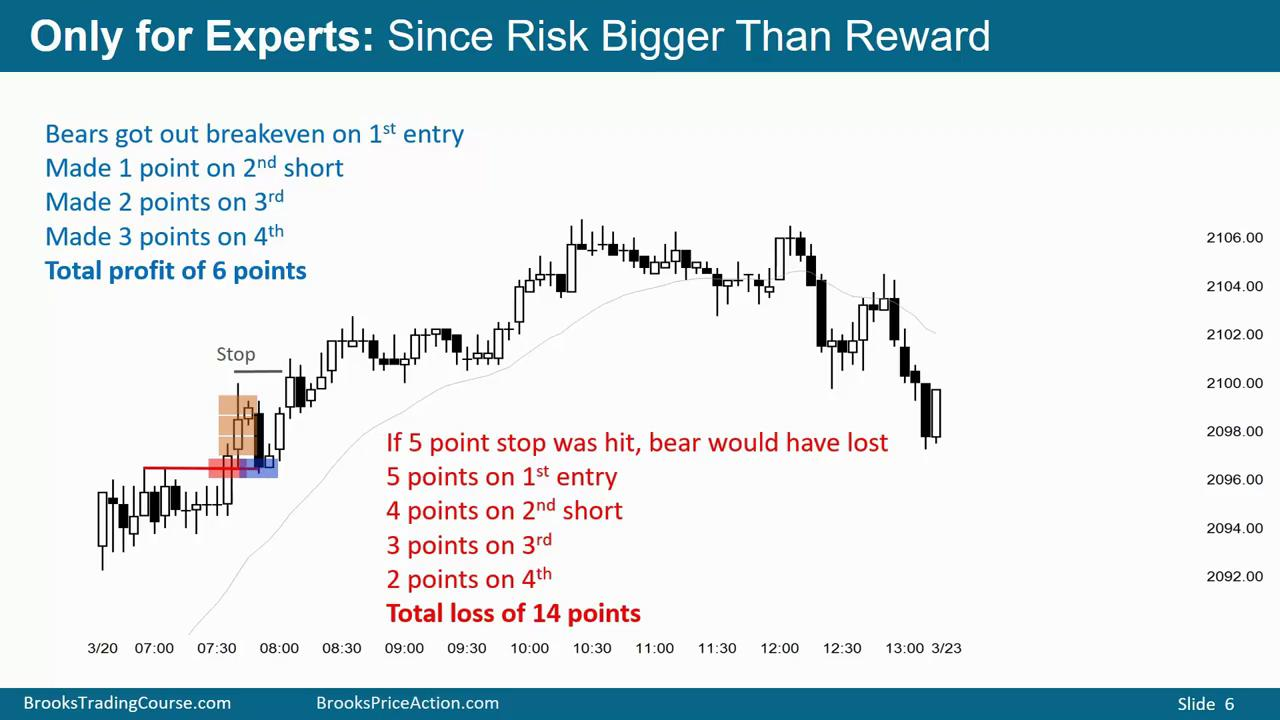 Only for Experts: Since Risk Bigger Than Reward
Bears got out breakeven on 1st entry
Made 1 point on 2nd short
Made 2 points on 3rd
Made 3 points on 4th
Total profit of 6 points
Stop
If 5 point stop was hit, bear would have lost
5 points on 1st entry
4 points on 2nd short
3 points on 3rd
2 points on 4th
Total loss of 14 points
2106.00
2104.00
2102.00
2100.00
2098.00
2096.00
2094.00
2092.00
3/20 07:00 07:30 08:00 08:30 09:00 09:30 10:00 10:30 11:00 11:30 12:00 12:30 13:00 3/23
BrooksTradingCourse.com BrooksPriceAction.com Slide 6